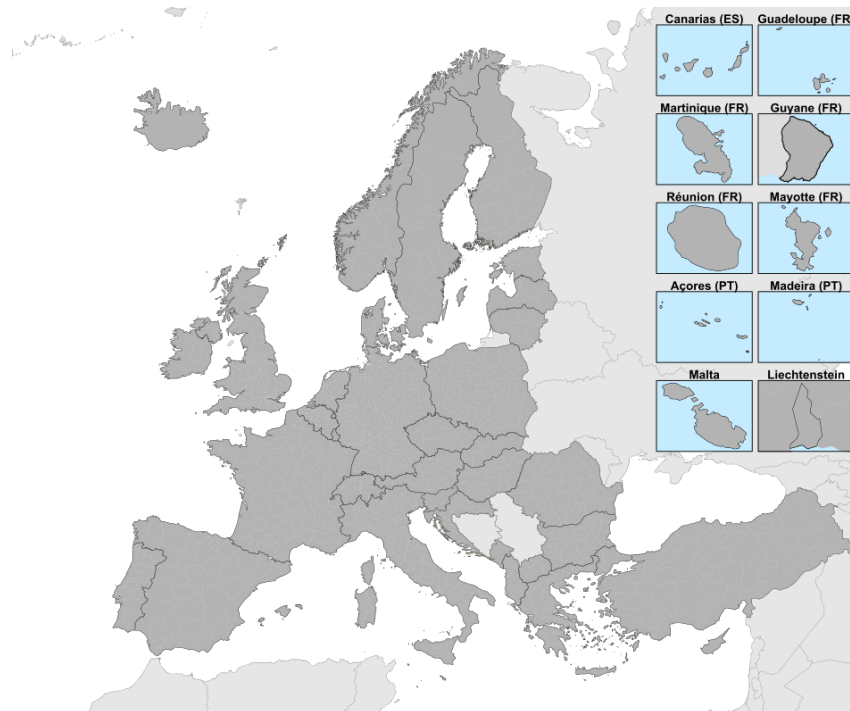 Canarias (ES)
Guadeloupe (FR)
Martinique (FR)
Guyane (FR)
Réunion (FR)
Mayotte (FR)
Açores (PT)
Madeira (PT)
Malta
Liechtenstein